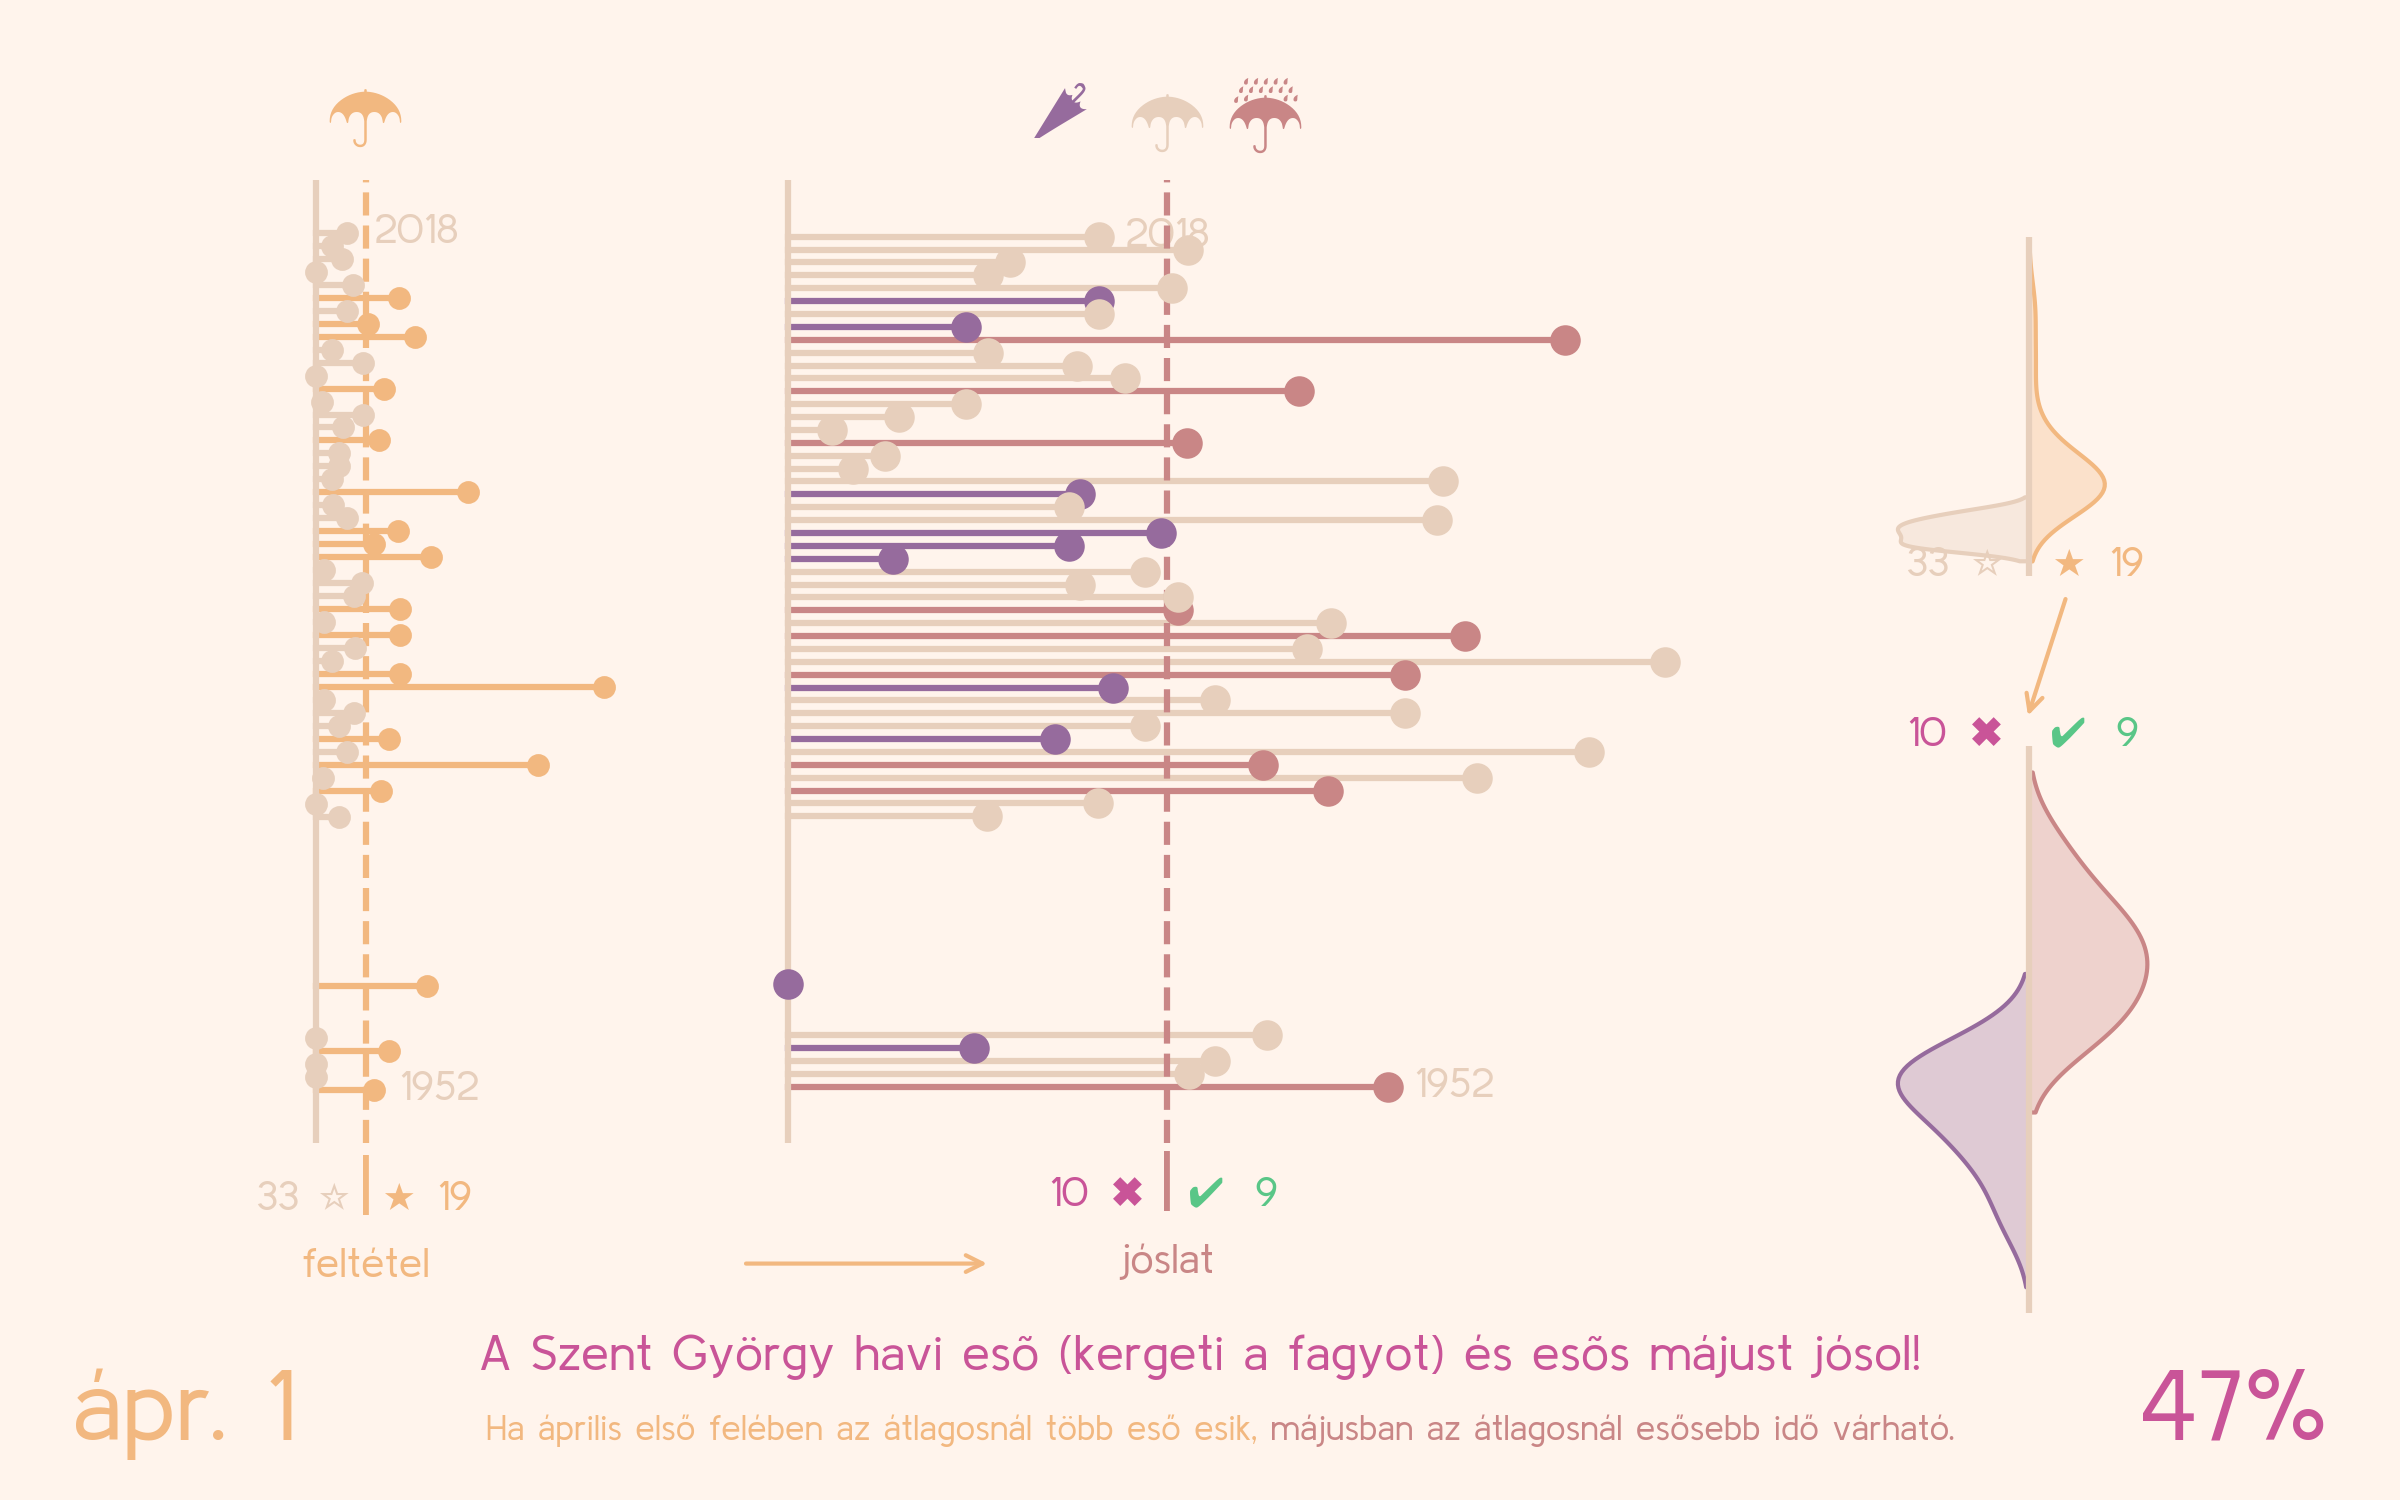 2018
2018
33 ☆ ★ 19
10 ✖ ✔ 9
1952
1952
33 ☆ ★ 19
10 ✖ ✔ 9
feltétel
jóslat
A Szent György havi esõ (kergeti a fagyot) és esõs májust jósol!
ápr. 1
47%
Ha április első felében az átlagosnál több eső esik, májusban az átlagosnál esősebb idő várható.